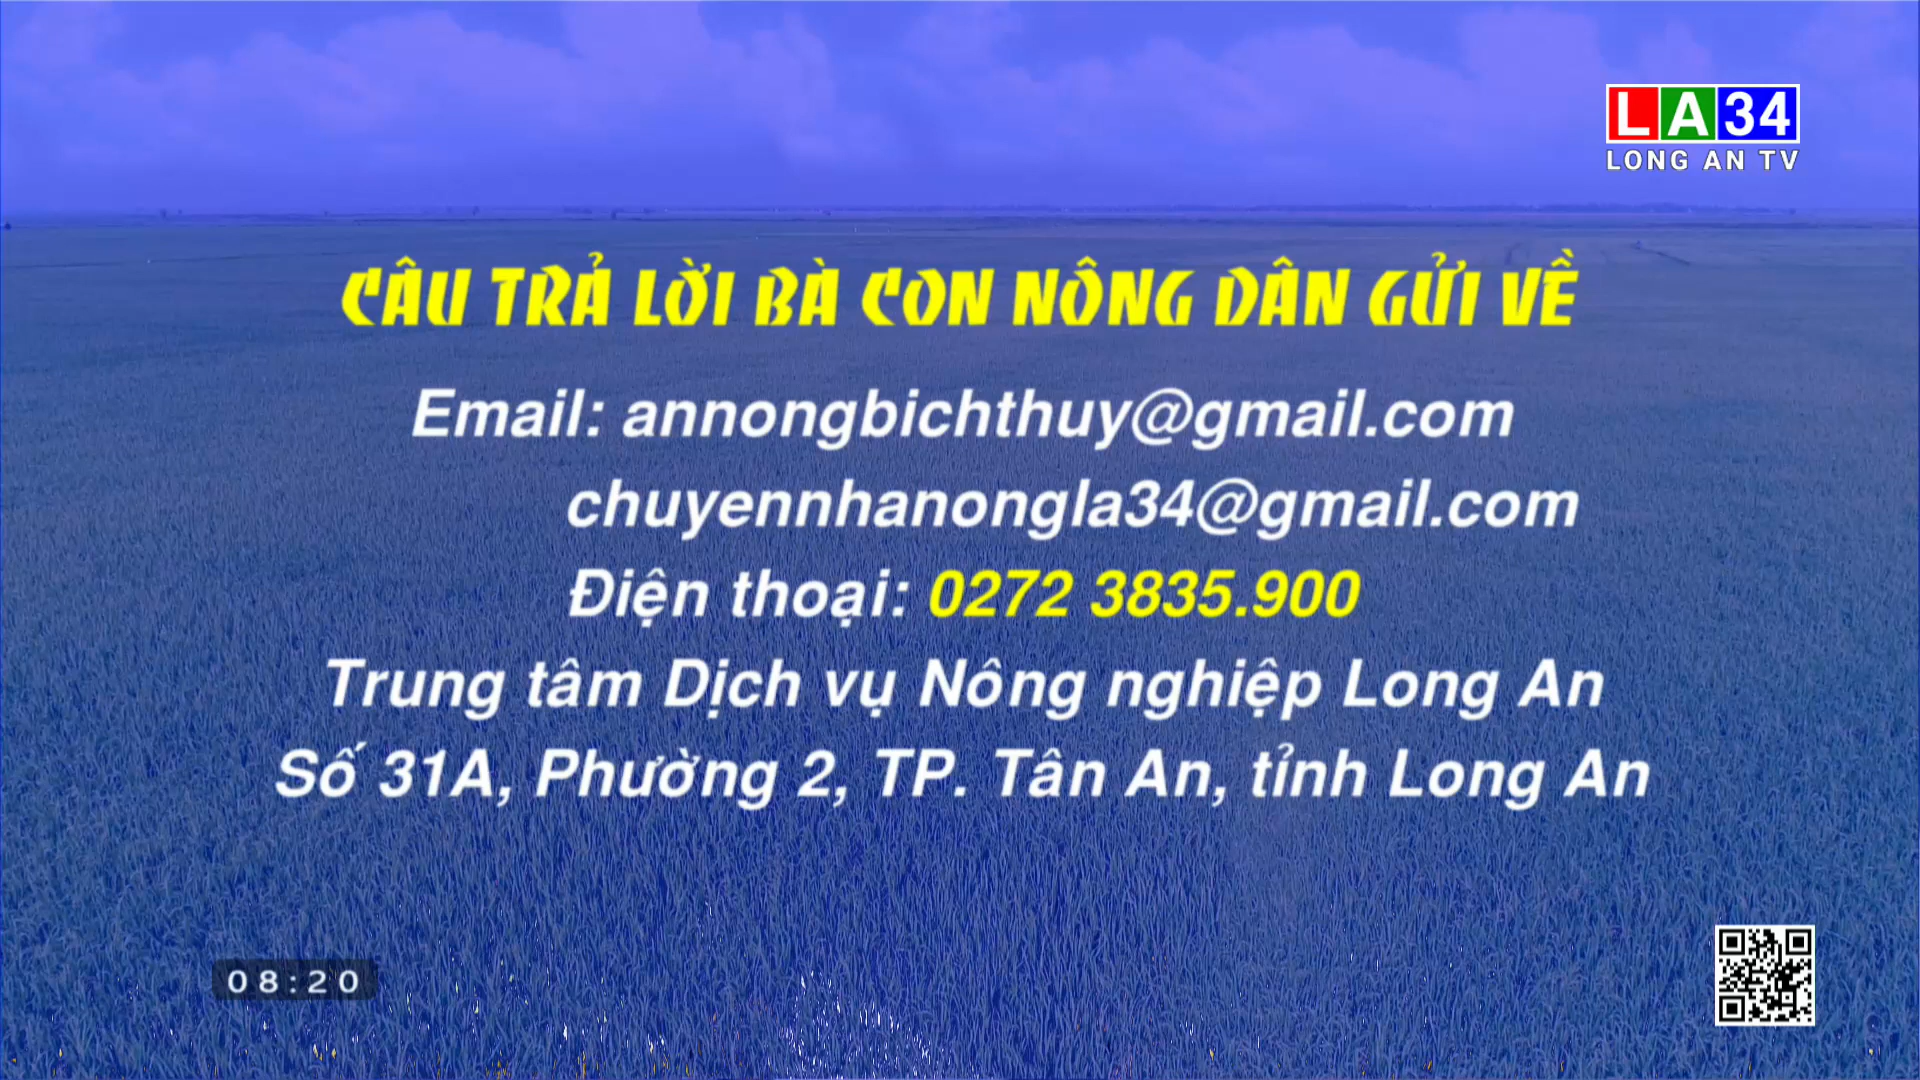 LA34
LONG AN TV
CÂU TRẢ LỜI BÀ CON NÔNG DÂN GỬI VỀ
Email: annongbichthuy@gmail.com
chuyennhanongla34@gmail.com
Điện thoại: 0272 3835.900
Trung tâm Dịch vụ Nông nghiệp Long An
Số 31A, Phường 2, TP. Tân An, tỉnh Long An
08:20